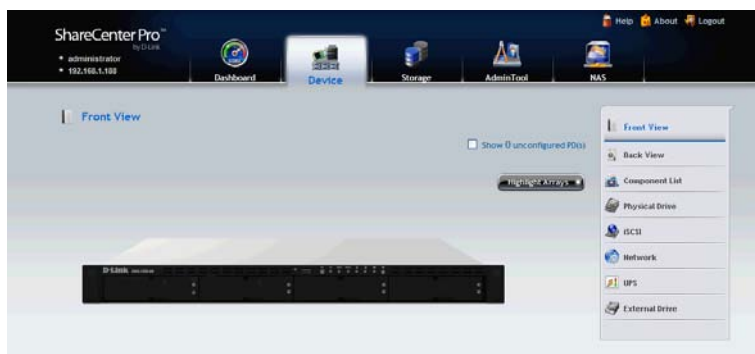 ShareCenter Pro™
by D-Link
administrator
192.168.1.188
Help About Logout
Dashboard Device Storage AdminTool NAS
Front View
Show 0 unconfigured PD(s)
Highlight Arrays
D-Link
Front View
Back View
Component List
Physical Drive
iSCSI
Network
UPS
External Drive